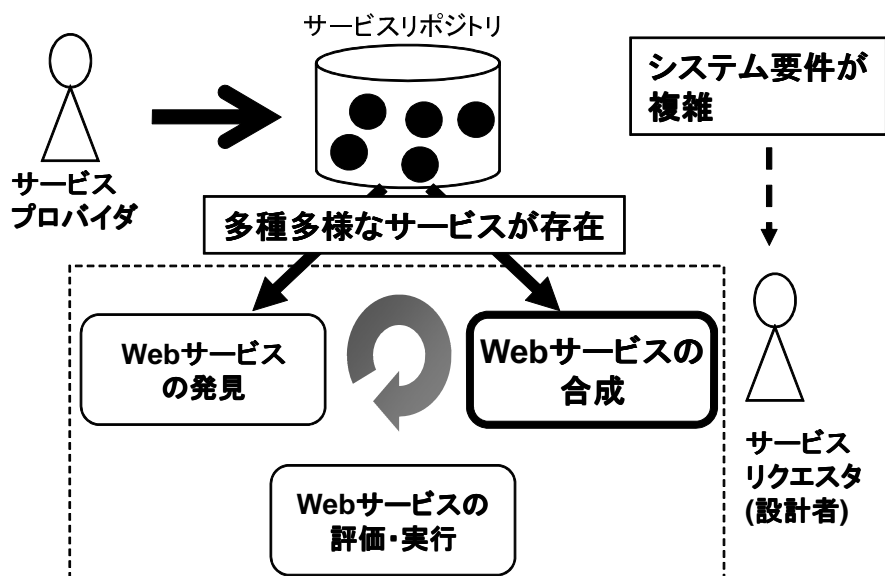 サービスリポジトリ
システム要件が
複雑
サービス
プロバイダ
多種多様なサービスが存在
Webサービス
の発見
Webサービスの
合成
Webサービスの
評価・実行
サービス
リクエスタ
(設計者)